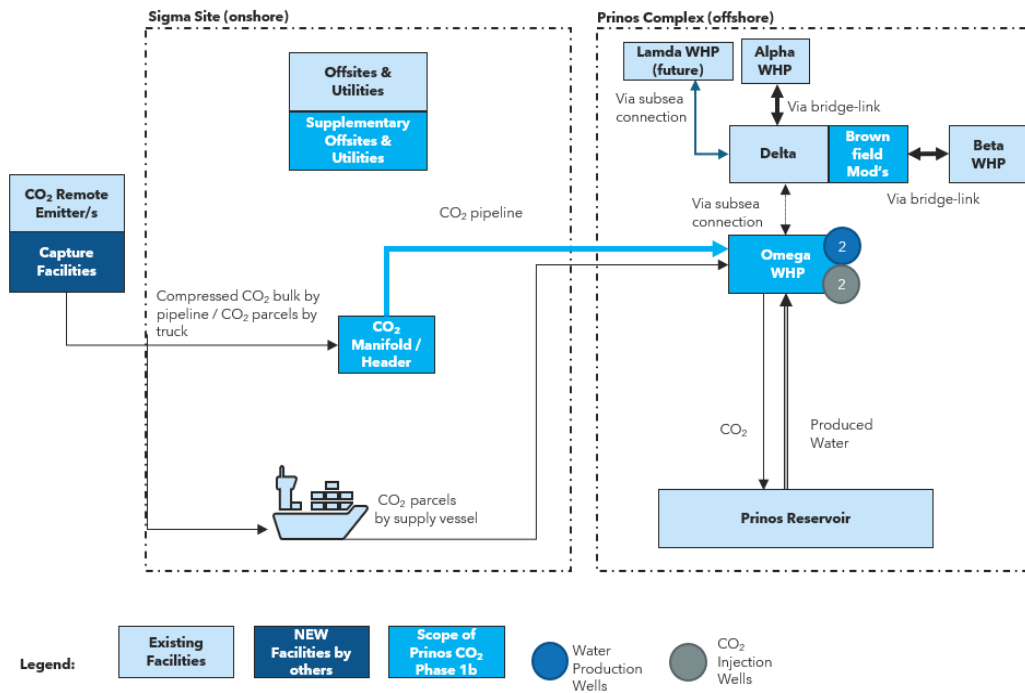 Sigma Site (onshore)
Prinos Complex (offshore)
Offsites &
Utilities
Supplementary
Offsites &
Utilities
Lamda WHP
(future)
Alpha
WHP
Via subsea
connection
Via bridge-link
Delta
Brown
field
Mod's
Beta
WHP
Via bridge-link
CO₂ Remote
Emitter/s
Capture
Facilities
CO₂ pipeline
Via subsea
connection
Omega
WHP
2
2
Compressed CO₂ bulk by
pipeline / CO₂ parcels by
truck
CO₂
Manifold /
Header
CO₂
Produced
Water
CO₂ parcels
by supply vessel
Prinos Reservoir
Legend:
Existing
Facilities
NEW
Facilities by
others
Scope of
Prinos CO₂
Phase 1b
Water
Production
Wells
CO₂
Injection
Wells